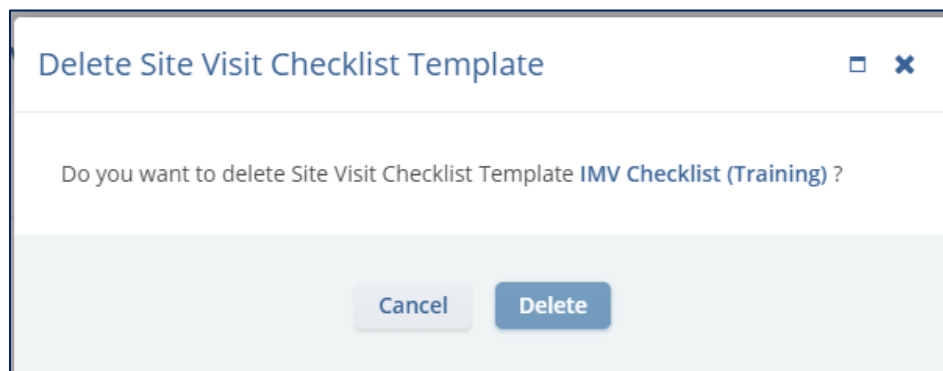 Delete Site Visit Checklist Template
Do you want to delete Site Visit Checklist Template IMV Checklist (Training) ?
Cancel Delete